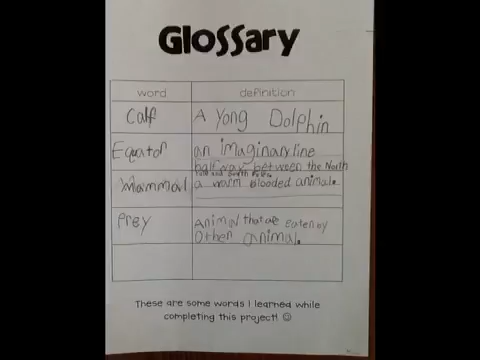 Glossary
word definition
Calf A Yong Dolphin
Equator an imaginary line
halfway between the North
Pole and South Poles.
Mammal a warm blooded animal.
Prey Animal that are eaten by
Other animal.
These are some words I learned while
completing this project! ☺